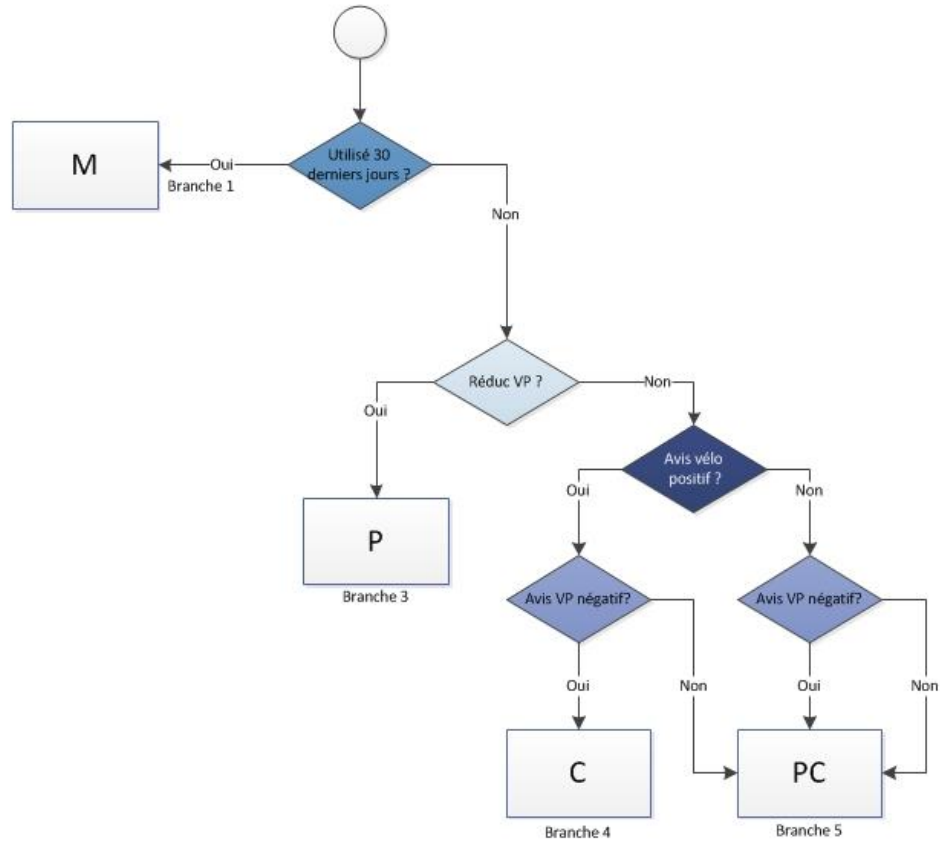 Utilisé 30
derniers jours ?
M
Oui
Branche 1
Non
Réduc VP ?
Oui
Non
P
Branche 3
Avis vélo
positif ?
Oui
Non
Avis VP négatif?
Avis VP négatif?
Oui
Non
Oui
Non
C
PC
Branche 4
Branche 5